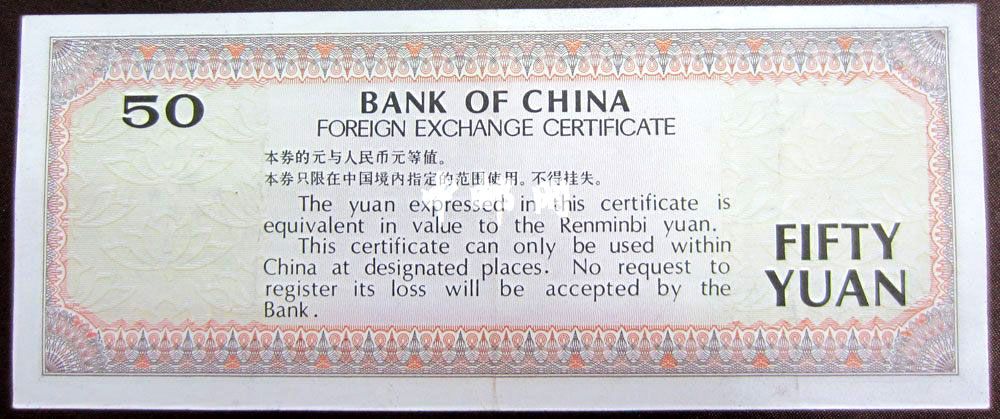 50
BANK OF CHINA
FOREIGN EXCHANGE CERTIFICATE
本券的元与人民币元等值。
本券只限在中国境内指定的范围使用。不得挂失。
The yuan expressed in this certificate is
equivalent in value to the Renminbi yuan.
This certificate can only be used within
China at designated places. No request to
register its loss will be accepted by the
Bank.
FIFTY
YUAN